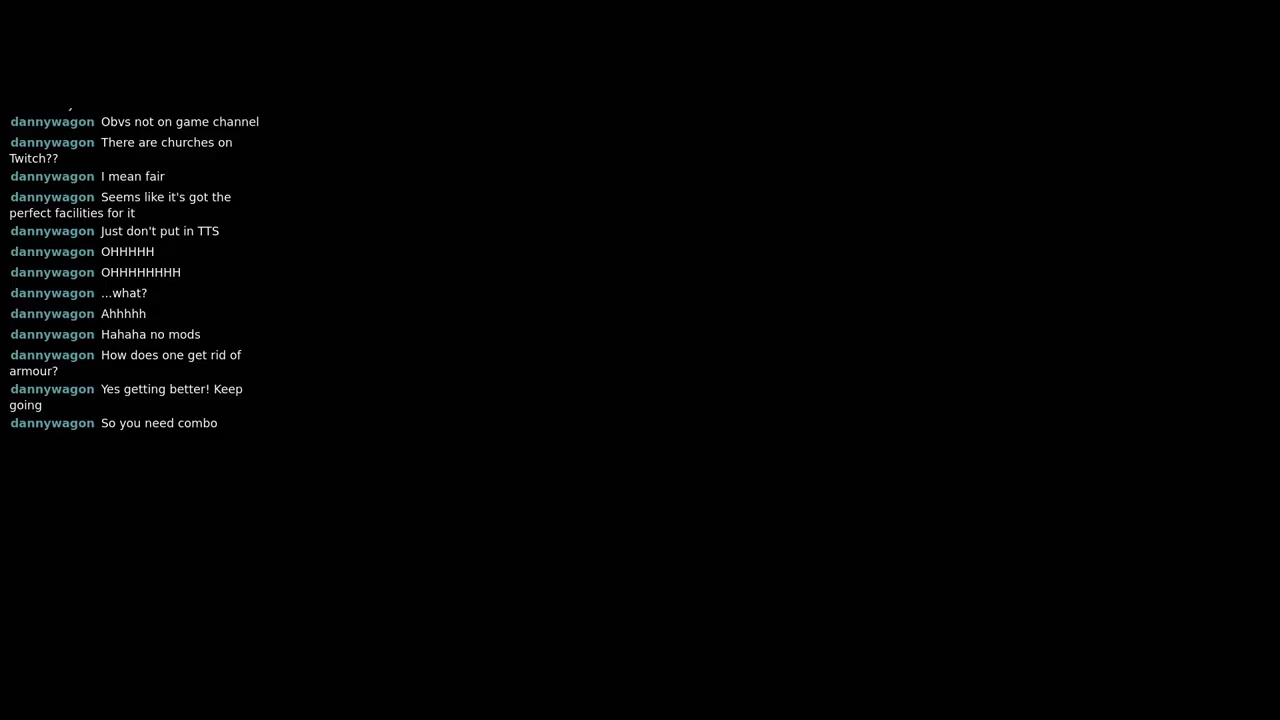 dannywagon Obvs not on game channel
dannywagon There are churches on
Twitch??
dannywagon I mean fair
dannywagon Seems like it's got the
perfect facilities for it
dannywagon Just don't put in TTS
dannywagon OHHHHH
dannywagon OHHHHHHHH
dannywagon ...what?
dannywagon Ahhhhh
dannywagon Hahaha no mods
dannywagon How does one get rid of
armour?
dannywagon Yes getting better! Keep
going
dannywagon So you need combo